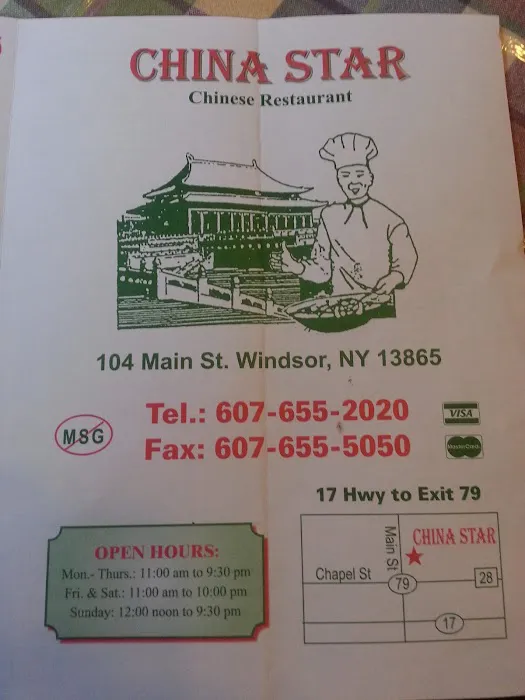 CHINA STAR
Chinese Restaurant
104 Main St. Windsor, NY 13865
Tel.: 607-655-2020
Fax: 607-655-5050
MSG
VISA
MasterCard
17 Hwy to Exit 79
OPEN HOURS:
Mon.- Thurs.: 11:00 am to 9:30 pm
Fri. & Sat.: 11:00 am to 10:00 pm
Sunday: 12:00 noon to 9:30 pm
Main St
CHINA STAR
Chapel St
79
28
17